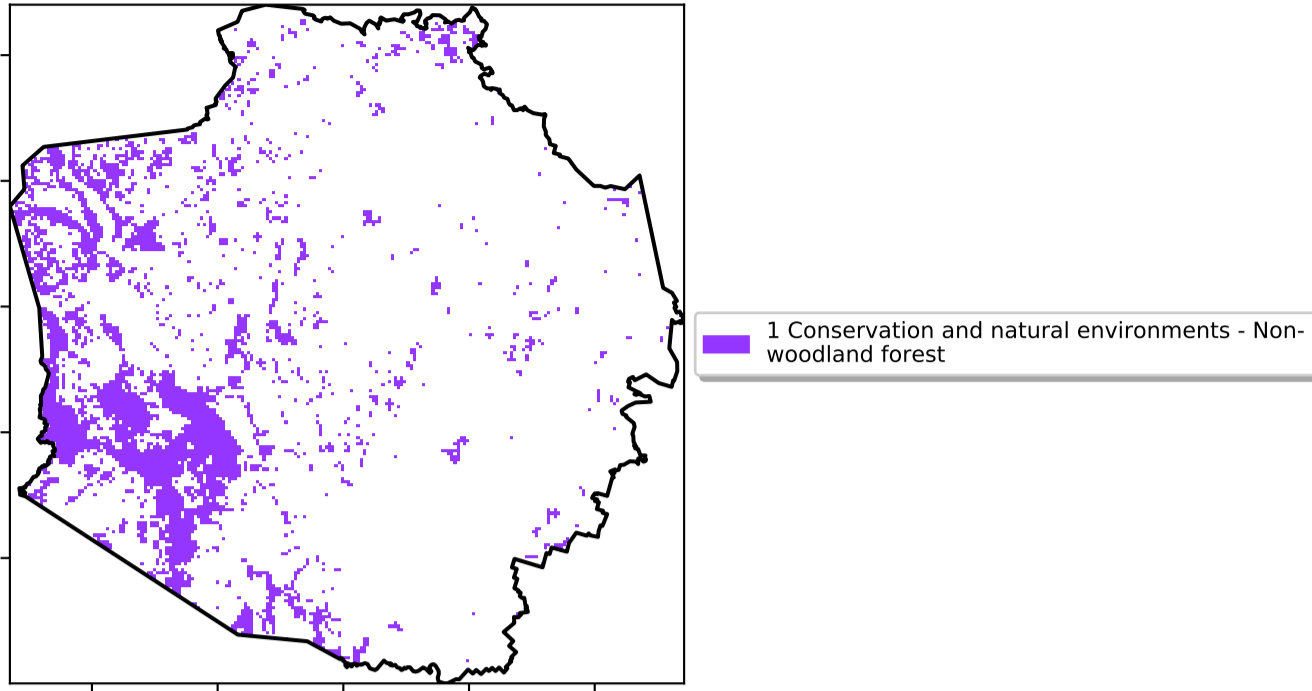 1 Conservation and natural environments - Non-
woodland forest